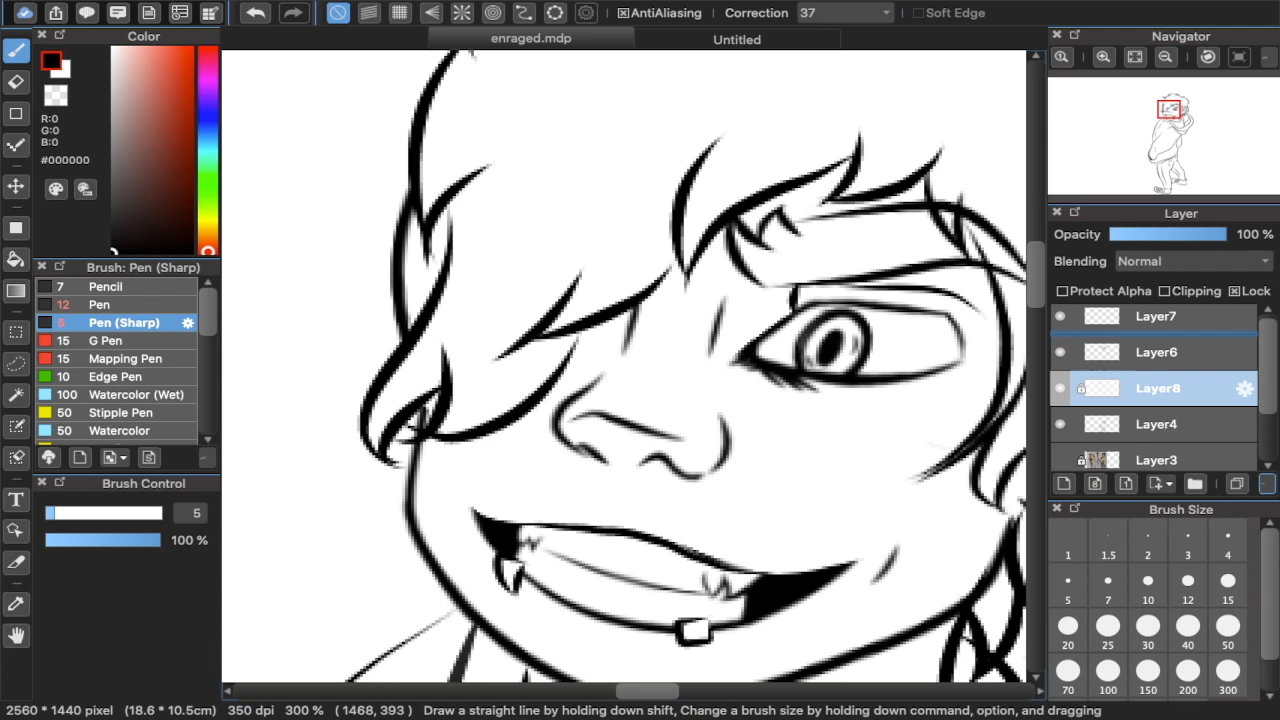 AntiAliasing Correction 37 Soft Edge
Color
enraged.mdp Untitled
Navigator
R:0
G:0
B:0
#000000
Layer
Opacity 100 %
Blending Normal
Protect Alpha Clipping Lock
Layer7
Layer6
Layer8
Layer4
Layer3
Brush: Pen (Sharp)
7 Pencil
12 Pen
5 Pen (Sharp)
15 G Pen
15 Mapping Pen
10 Edge Pen
100 Watercolor (Wet)
50 Stipple Pen
50 Watercolor
Brush Control
5
100 %
Brush Size
1 1.5 2 3 4
5 7 10 12 15
20 25 30 40 50
70 100 150 200 300
T
2560 * 1440 pixel (18.6 * 10.5cm) 350 dpi 300 % ( 1468, 393 ) Draw a straight line by holding down shift, Change a brush size by holding down command, option, and dragging